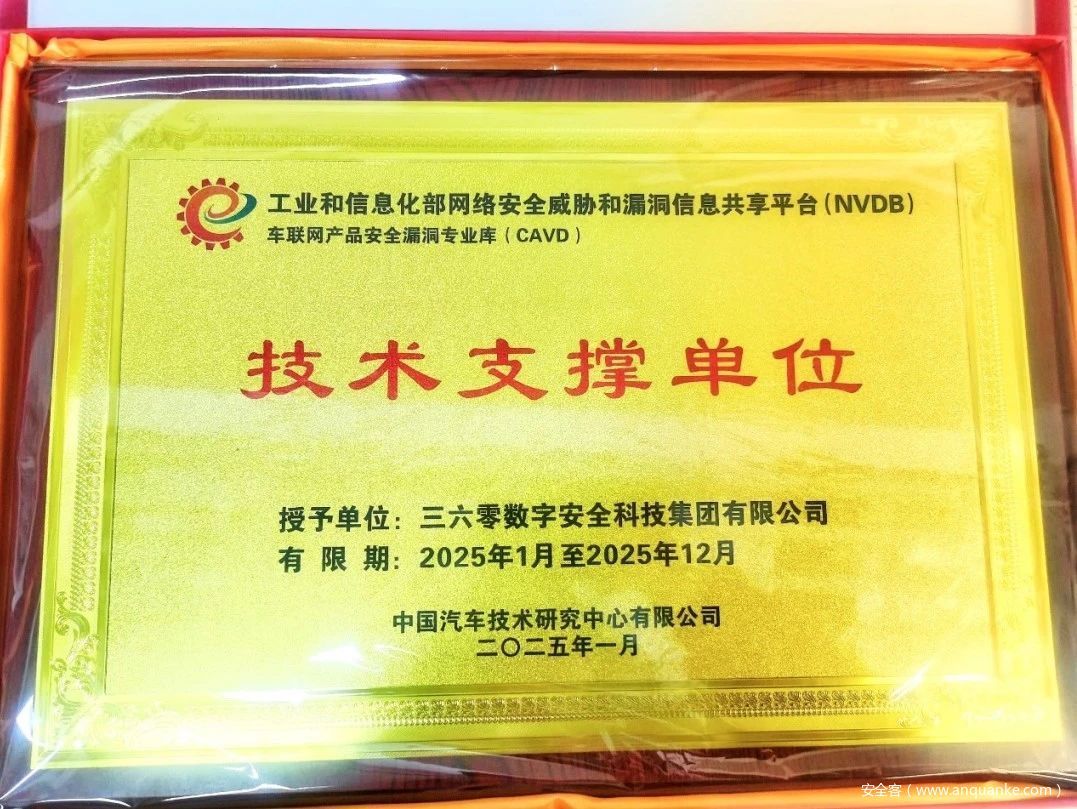 工业和信息化部网络安全威胁和漏洞信息共享平台(NVDB)
车联网产品安全漏洞专业库(CAVD)
技术支撑单位
授予单位：三六零数字安全科技集团有限公司
有 限 期：2025年1月至2025年12月
中国汽车技术研究中心有限公司
二〇二五年一月
安全客（www.anquanke.com）